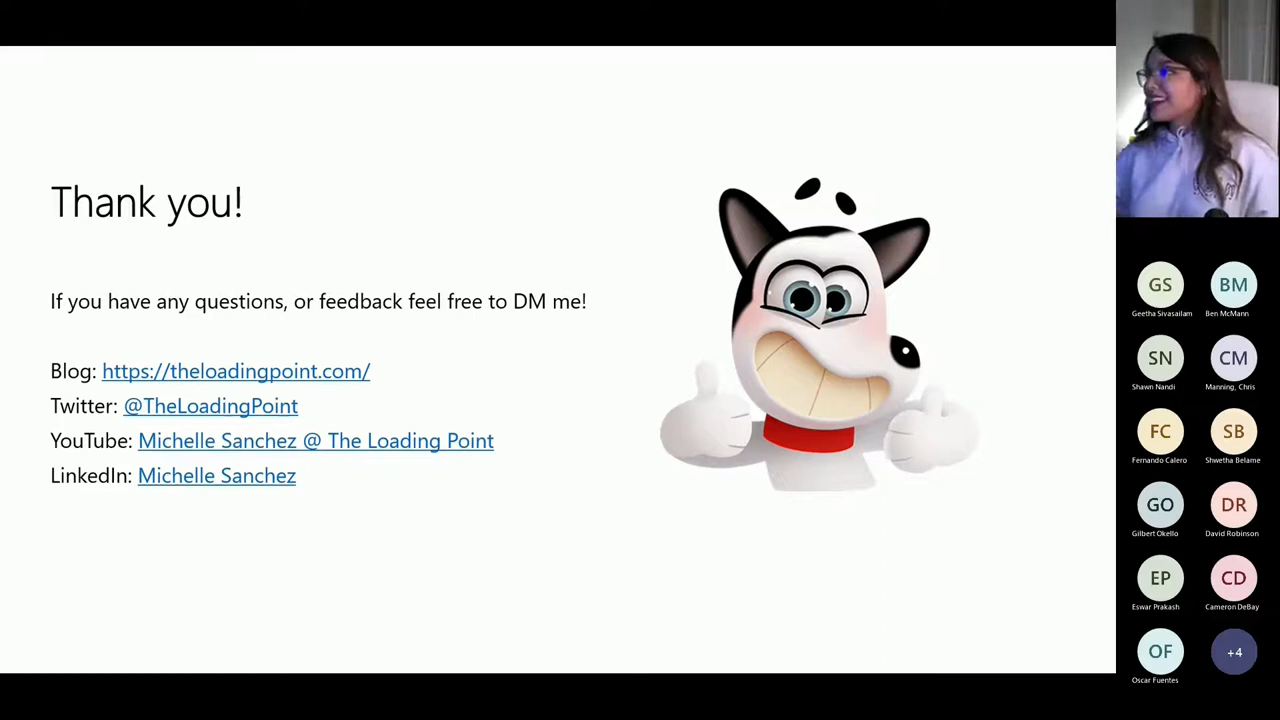 Thank you!
If you have any questions, or feedback feel free to DM me!
Blog: https://theloadingpoint.com/
Twitter: @TheLoadingPoint
YouTube: Michelle Sanchez @ The Loading Point
LinkedIn: Michelle Sanchez
GS
BM
Geetha Sivasailam
Ben McMann
SN
CM
Shawn Nandi
Manning, Chris
FC
SB
Fernando Calero
Shwetha Belame
GO
DR
Gilbert Okello
David Robinson
EP
CD
Eswar Prakash
Cameron DeBay
OF
+4
Oscar Fuentes